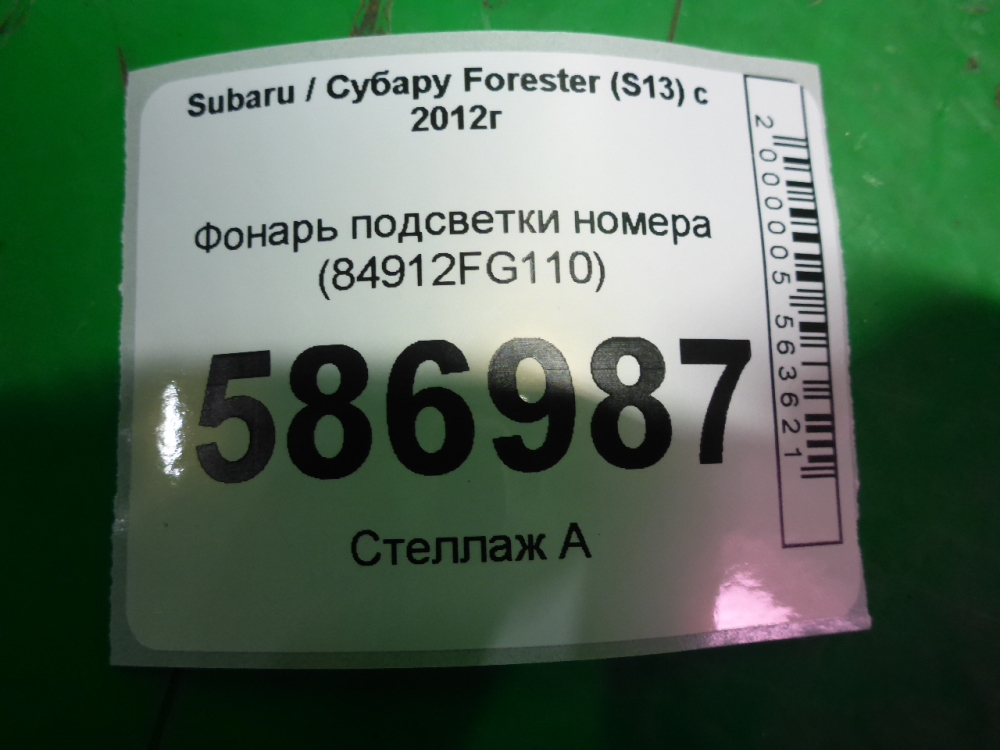 Subaru / Субару Forester (S13) с
2012г
Фонарь подсветки номера
(84912FG110)
586987
Стеллаж А
2000005563621